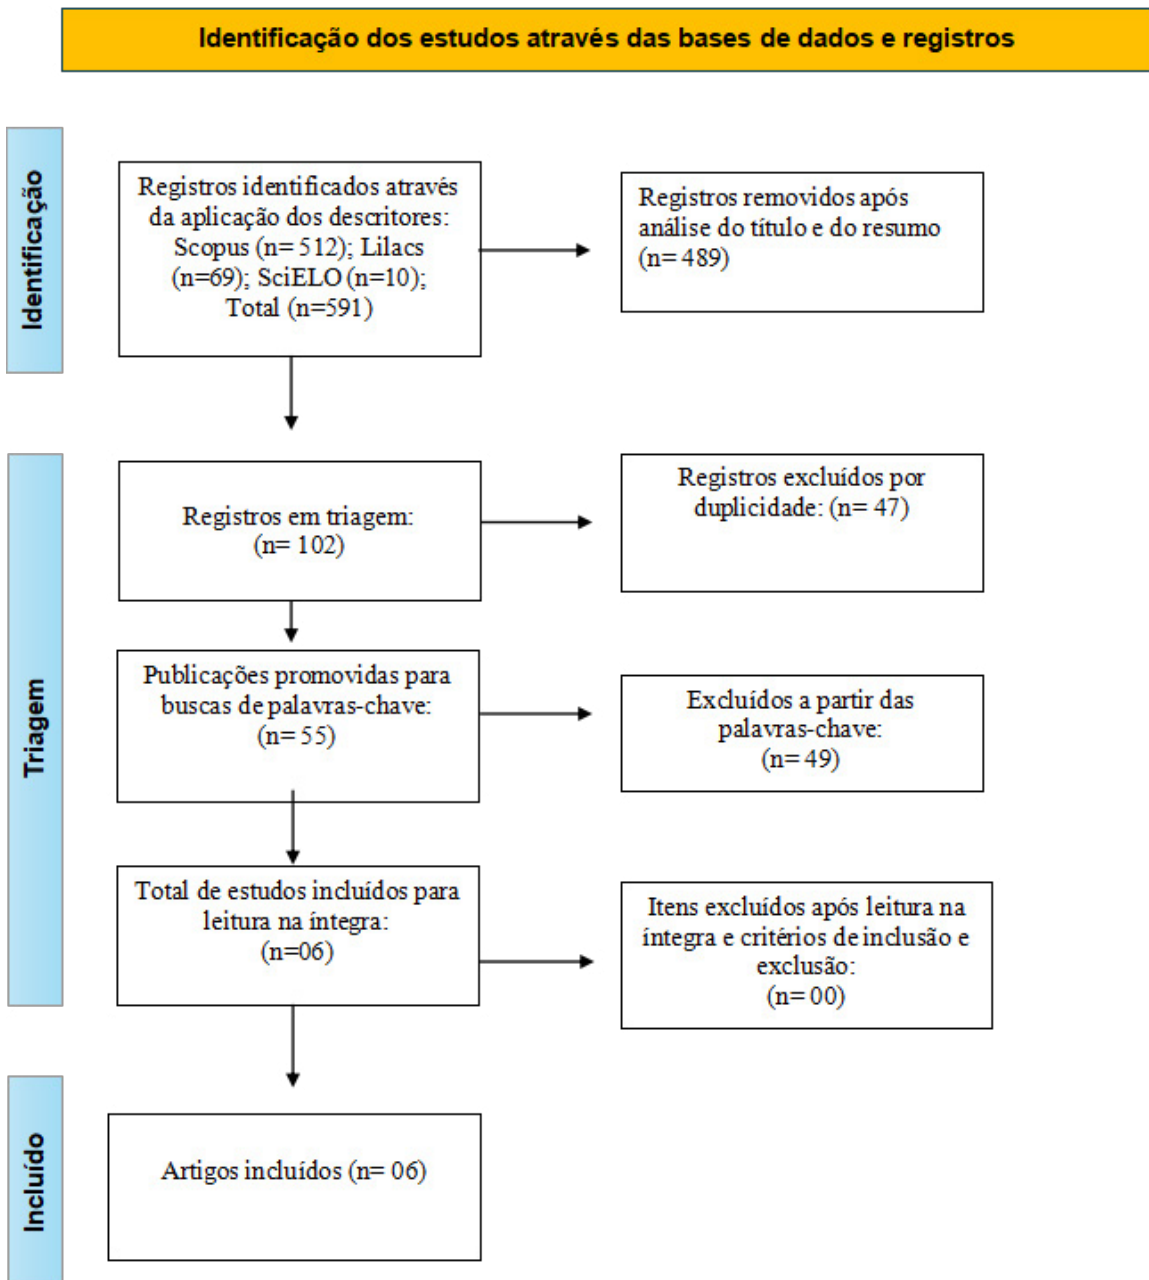 Identificação dos estudos através das bases de dados e registros
Identificação
Registros identificados através
da aplicação dos descritores:
Scopus (n= 512); Lilacs
(n=69); SciELO (n=10);
Total (n=591)
Registros removidos após
análise do título e do resumo
(n= 489)
Triagem
Registros em triagem:
(n= 102)
Registros excluídos por
duplicidade: (n= 47)
Publicações promovidas para
buscas de palavras-chave:
(n= 55)
Excluídos a partir das
palavras-chave:
(n= 49)
Total de estudos incluídos para
leitura na íntegra:
(n=06)
Itens excluídos após leitura na
íntegra e critérios de inclusão e
exclusão:
(n= 00)
Incluído
Artigos incluídos (n= 06)